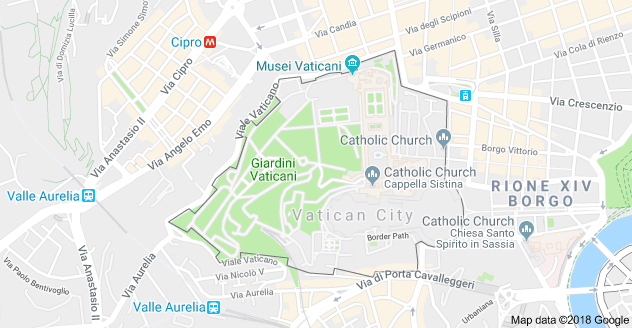 Via Candia
Via degli Scipioni
Via Silla
Via di Domizia Lucilla
Via Simone Simoni
Cipro
Via Germanico
Via Cola di Rienzo
Musei Vaticani
Via Cipro
Viale Vaticano
Via Crescenzio
Via Anastasio II
Via Angelo Emo
Catholic Church
Borgo Vittorio
Giardini
Vaticani
Catholic Church
Cappella Sistina
RIONE XIV
BORGO
Valle Aurelia
Vatican City
Catholic Church
Chiesa Santo
Spirito in Sassia
Border Path
Via Aurelia
Viale Vaticano
Via Anastasio II
Via Paolo Bentivoglio
Via Nicolò V
Via di Porta Cavalleggeri
Via Aurelia
Valle Aurelia
Urbaniana
Map data ©2018 Google